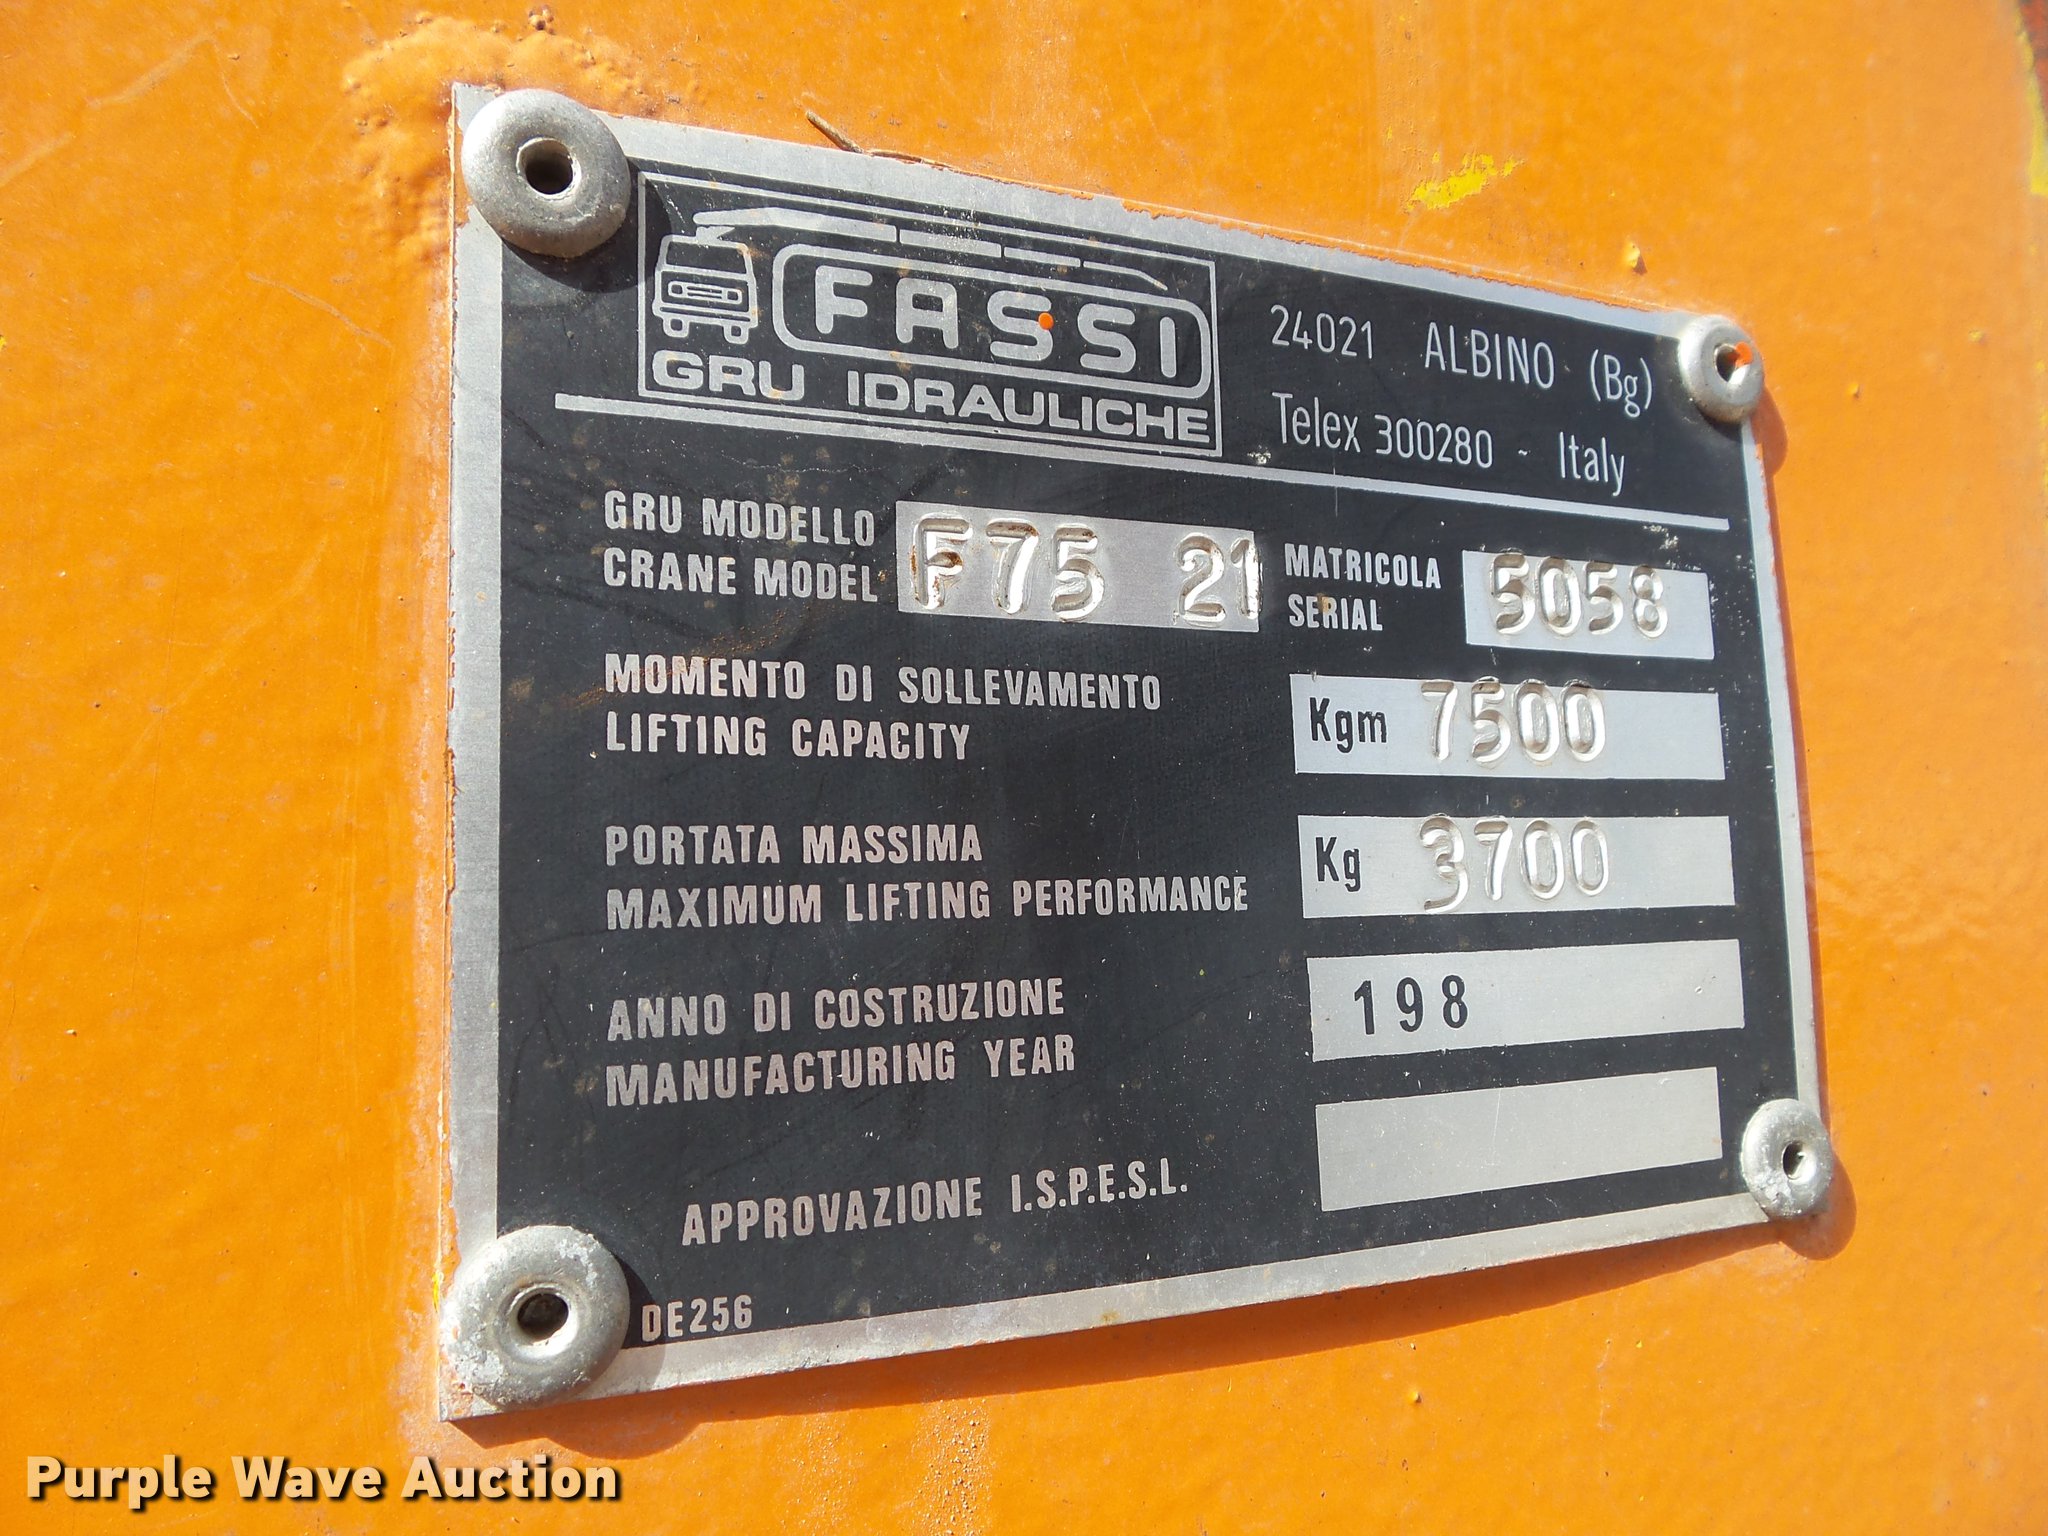 FASSI
GRU IDRAULICHE
24021 ALBINO (Bg)
Telex 300280 - Italy
GRU MODELLO
CRANE MODEL
F75 21
MATRICOLA
SERIAL
5058
MOMENTO DI SOLLEVAMENTO
LIFTING CAPACITY
Kgm 7500
PORTATA MASSIMA
MAXIMUM LIFTING PERFORMANCE
Kg 3700
ANNO DI COSTRUZIONE
MANUFACTURING YEAR
198
APPROVAZIONE I.S.P.E.S.L.
DE256
Purple Wave Auction